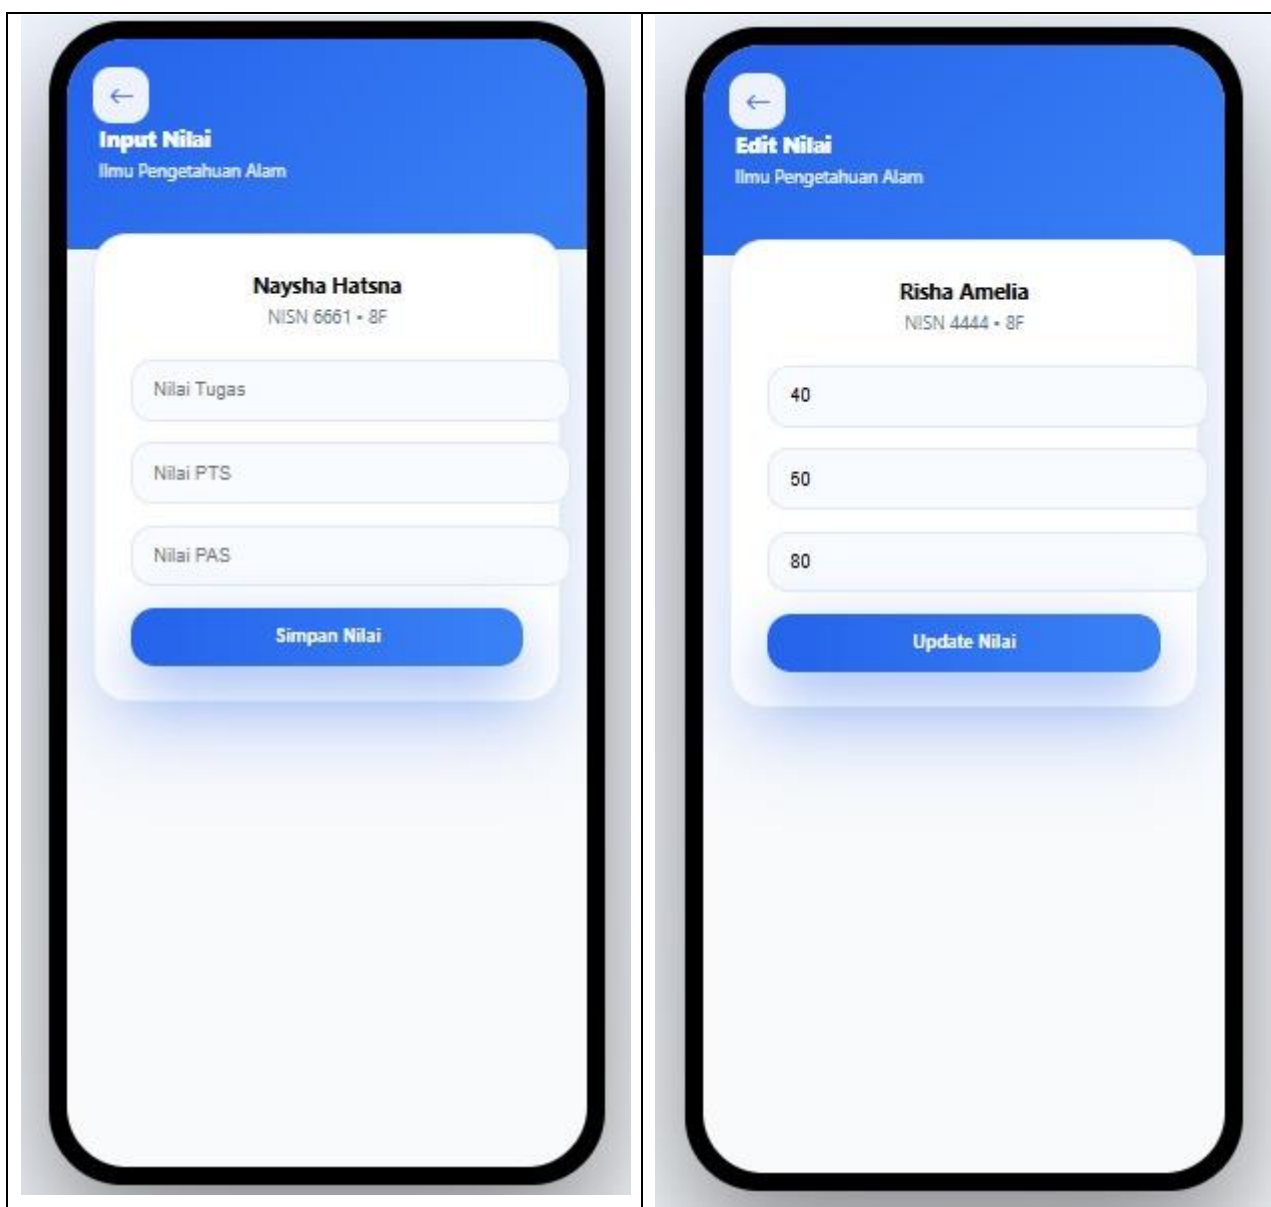 Input Nilai
Ilmu Pengetahuan Alam
Naysha Hatsna
NISN 6661 • 8F
Nilai Tugas
Nilai PTS
Nilai PAS
Simpan Nilai
Edit Nilai
Ilmu Pengetahuan Alam
Risha Amelia
NISN 4444 • 8F
40
50
80
Update Nilai